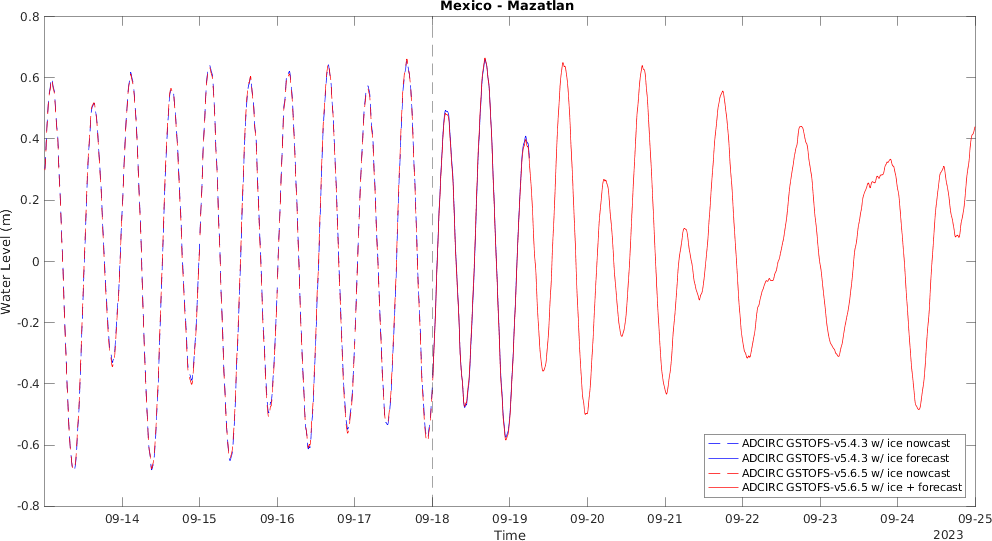 Mexico - Mazatlan
0.8
0.6
0.4
0.2
0
-0.2
-0.4
-0.6
-0.8
Water Level (m)
ADCIRC GSTOFS-v5.4.3 w/ ice nowcast
ADCIRC GSTOFS-v5.4.3 w/ ice forecast
ADCIRC GSTOFS-v5.6.5 w/ ice nowcast
ADCIRC GSTOFS-v5.6.5 w/ ice + forecast
09-14 09-15 09-16 09-17 09-18 09-19 09-20 09-21 09-22 09-23 09-24 09-25
Time
2023